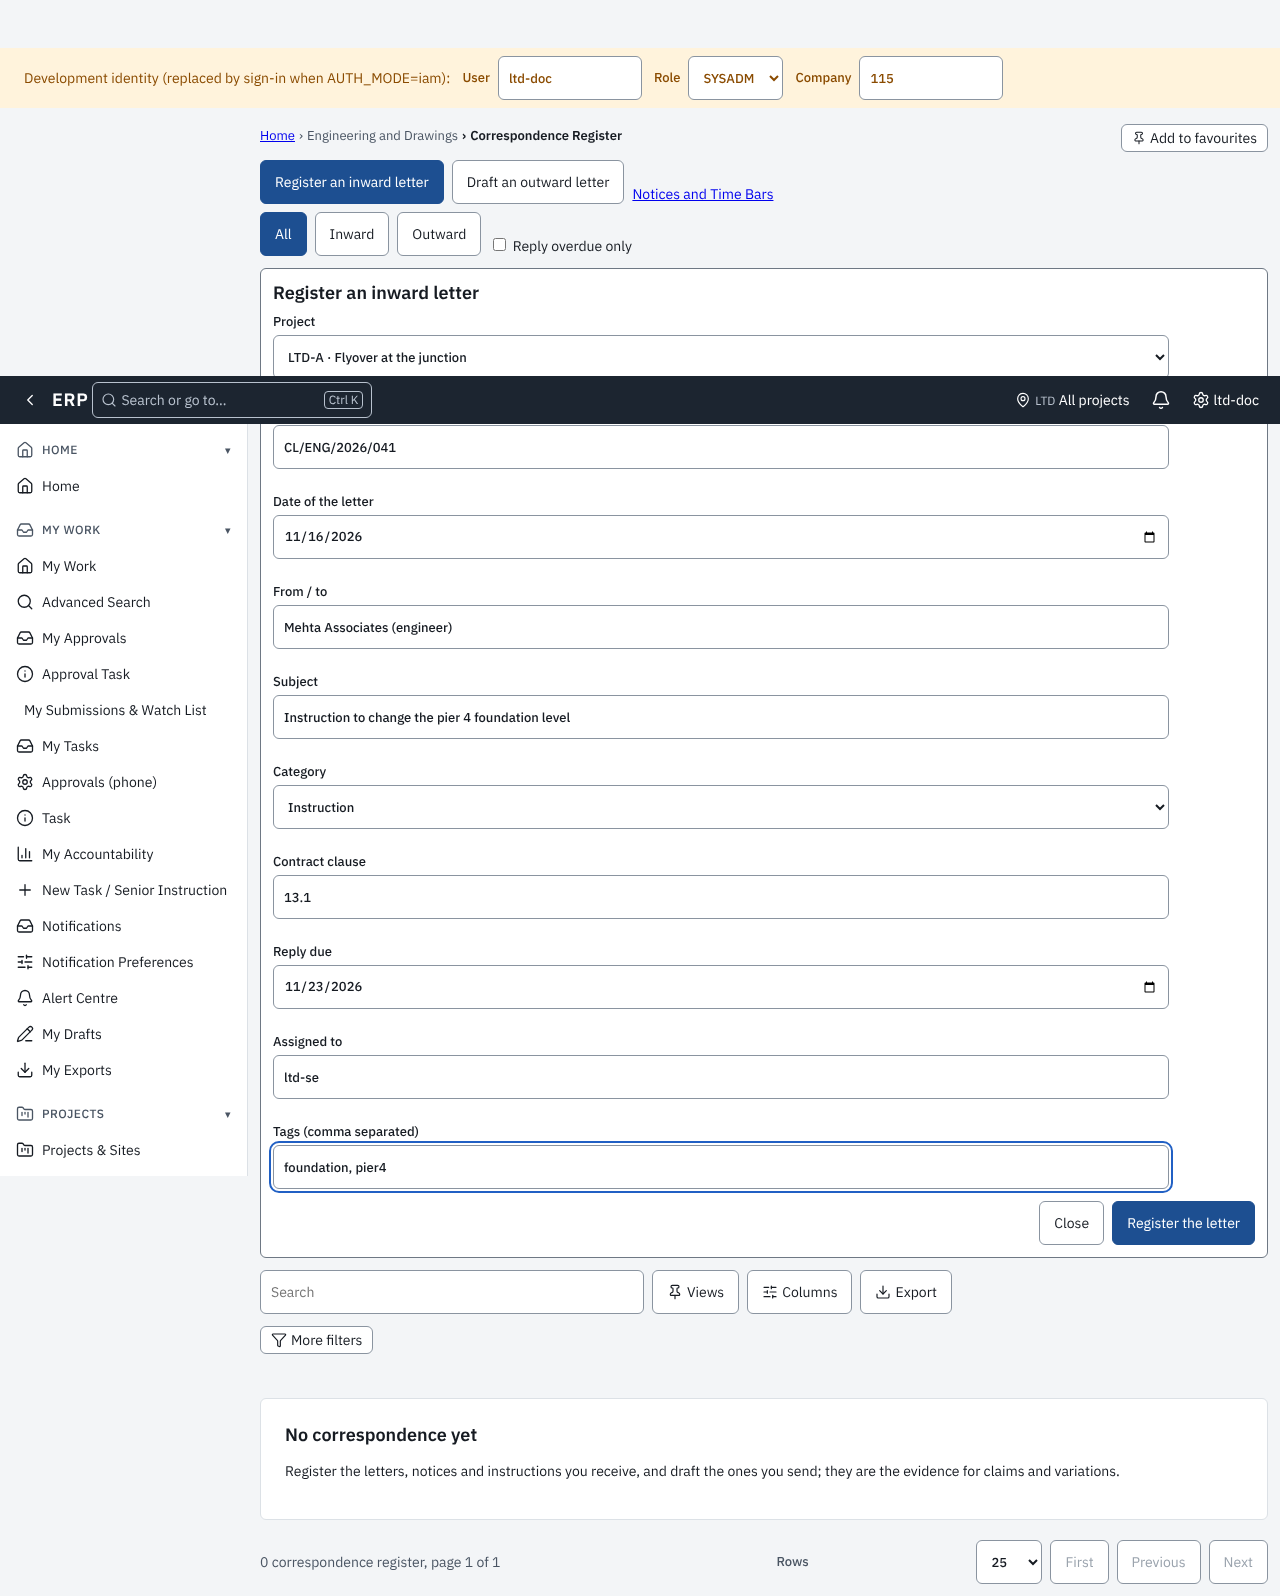 Development identity (replaced by sign-in when AUTH_MODE=iam): User ltd-doc Role SYSADM Company 115
Home › Engineering and Drawings › Correspondence Register
Add to favourites
Register an inward letter Draft an outward letter Notices and Time Bars
All Inward Outward Reply overdue only
Register an inward letter
Project
LTD-A · Flyover at the junction
ERP Search or go to... Ctrl K LTD All projects ltd-doc
HOME
Home
MY WORK
My Work
Advanced Search
My Approvals
Approval Task
My Submissions & Watch List
My Tasks
Approvals (phone)
Task
My Accountability
New Task / Senior Instruction
Notifications
Notification Preferences
Alert Centre
My Drafts
My Exports
PROJECTS
Projects & Sites
CL/ENG/2026/041
Date of the letter
11/16/2026
From / to
Mehta Associates (engineer)
Subject
Instruction to change the pier 4 foundation level
Category
Instruction
Contract clause
13.1
Reply due
11/23/2026
Assigned to
ltd-se
Tags (comma separated)
foundation, pier4
Close Register the letter
Search Views Columns Export
More filters
No correspondence yet
Register the letters, notices and instructions you receive, and draft the ones you send; they are the evidence for claims and variations.
0 correspondence register, page 1 of 1 Rows 25 First Previous Next